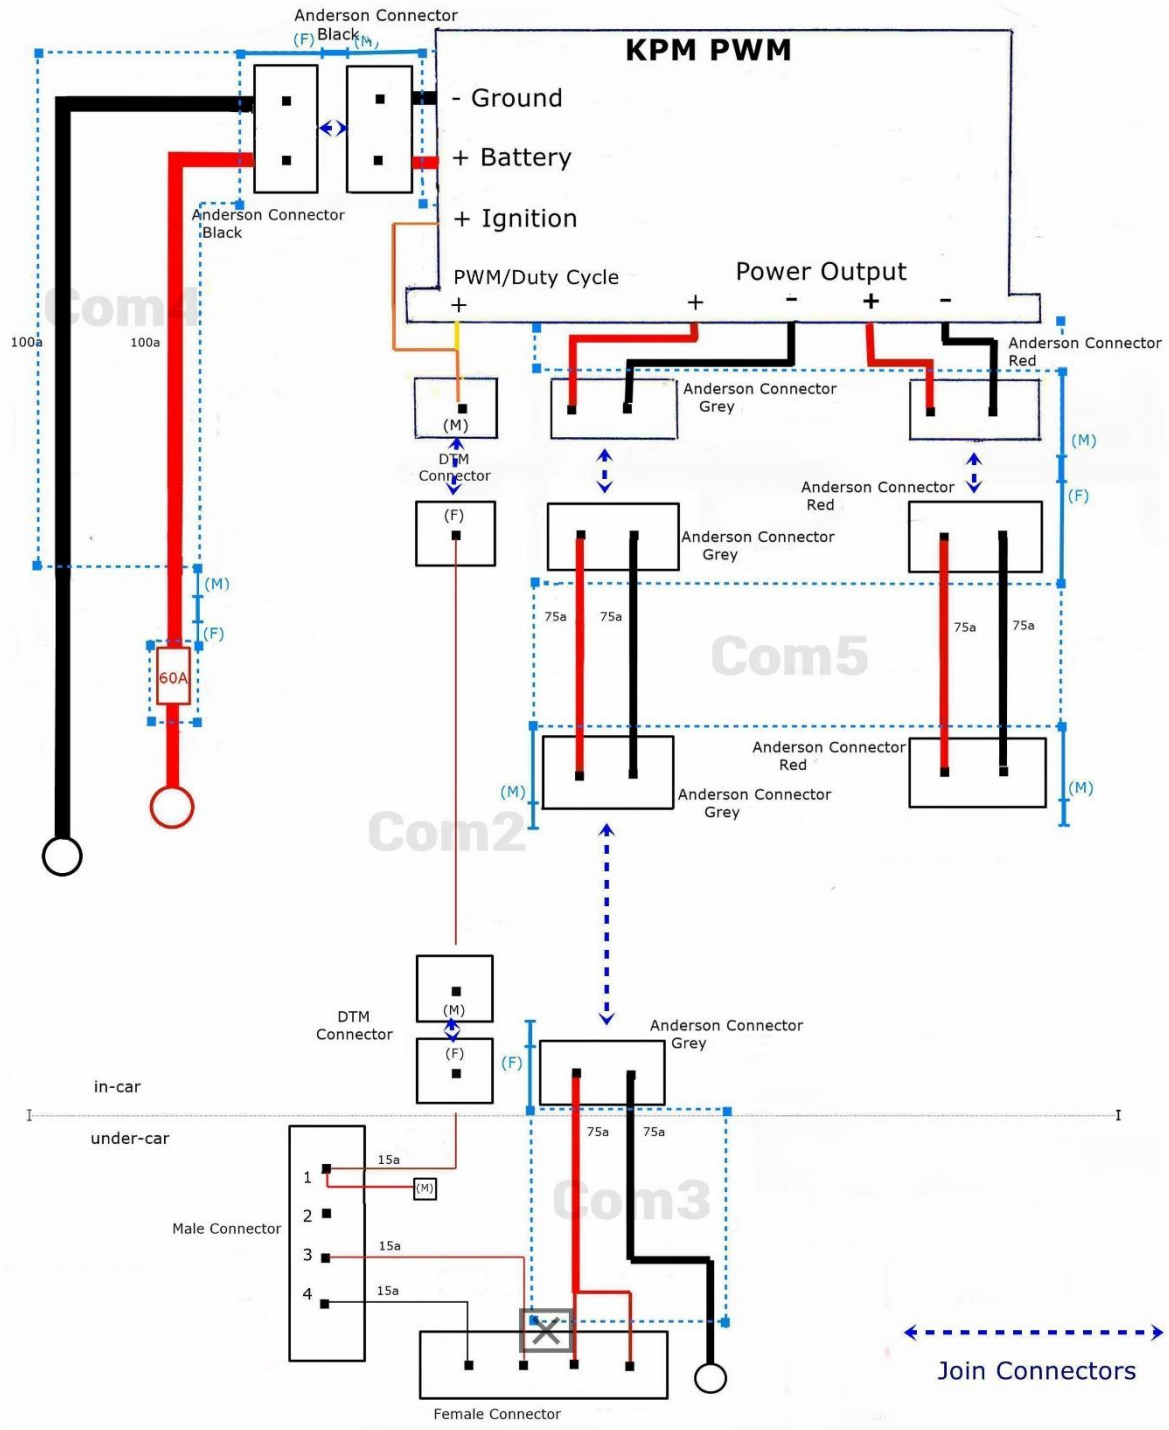 Anderson Connector
Black
(F)
(M)
KPM PWM
- Ground
+ Battery
+ Ignition
Anderson Connector
Black
PWM/Duty Cycle
Power Output
+
+
-
+
-
Com4
100a
100a
Anderson Connector
Red
Anderson Connector
Grey
(M)
(M)
DTM
Connector
Anderson Connector
Red
(F)
(F)
Anderson Connector
Grey
(M)
(F)
75a
75a
75a
75a
Com5
60A
Anderson Connector
Red
(M)
(M)
Anderson Connector
Grey
Com2
(M)
DTM
Connector
(F)
Anderson Connector
Grey
(F)
in-car
under-car
75a
75a
1
15a
(M)
2
Male Connector
3
15a
4
15a
Com3
Join Connectors
Female Connector